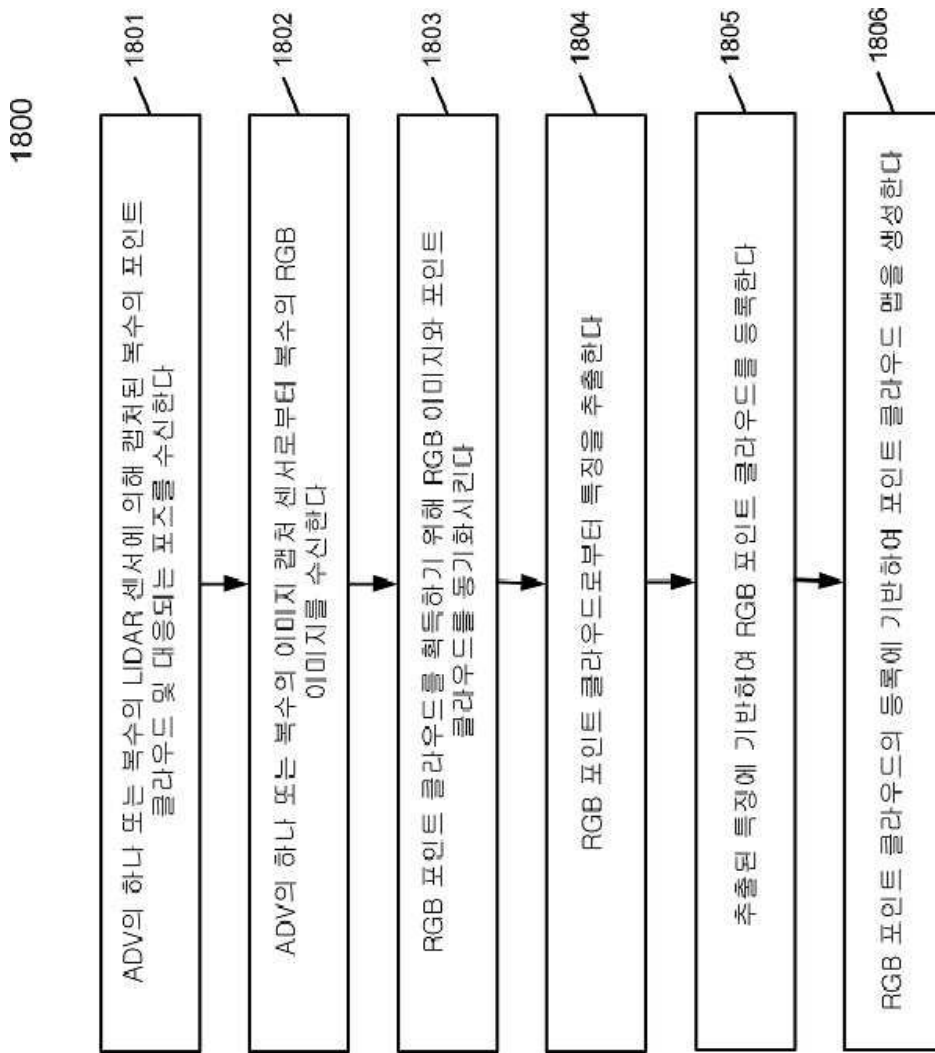 1800
ADV의 하나 또는 복수의 LIDAR 센서에 의해 캡처된 복수의 포인트
클라우드 및 대응되는 포즈를 수신한다
1801
ADV의 하나 또는 복수의 이미지 캡처 센서로부터 복수의 RGB
이미지를 수신한다
1802
RGB 포인트 클라우드를 획득하기 위해 RGB 이미지와 포인트
클라우드를 동기화시킨다
1803
RGB 포인트 클라우드로부터 특징을 추출한다
1804
추출된 특징에 기반하여 RGB 포인트 클라우드를 등록한다
1805
RGB 포인트 클라우드의 등록에 기반하여 포인트 클라우드 맵을 생성한다
1806